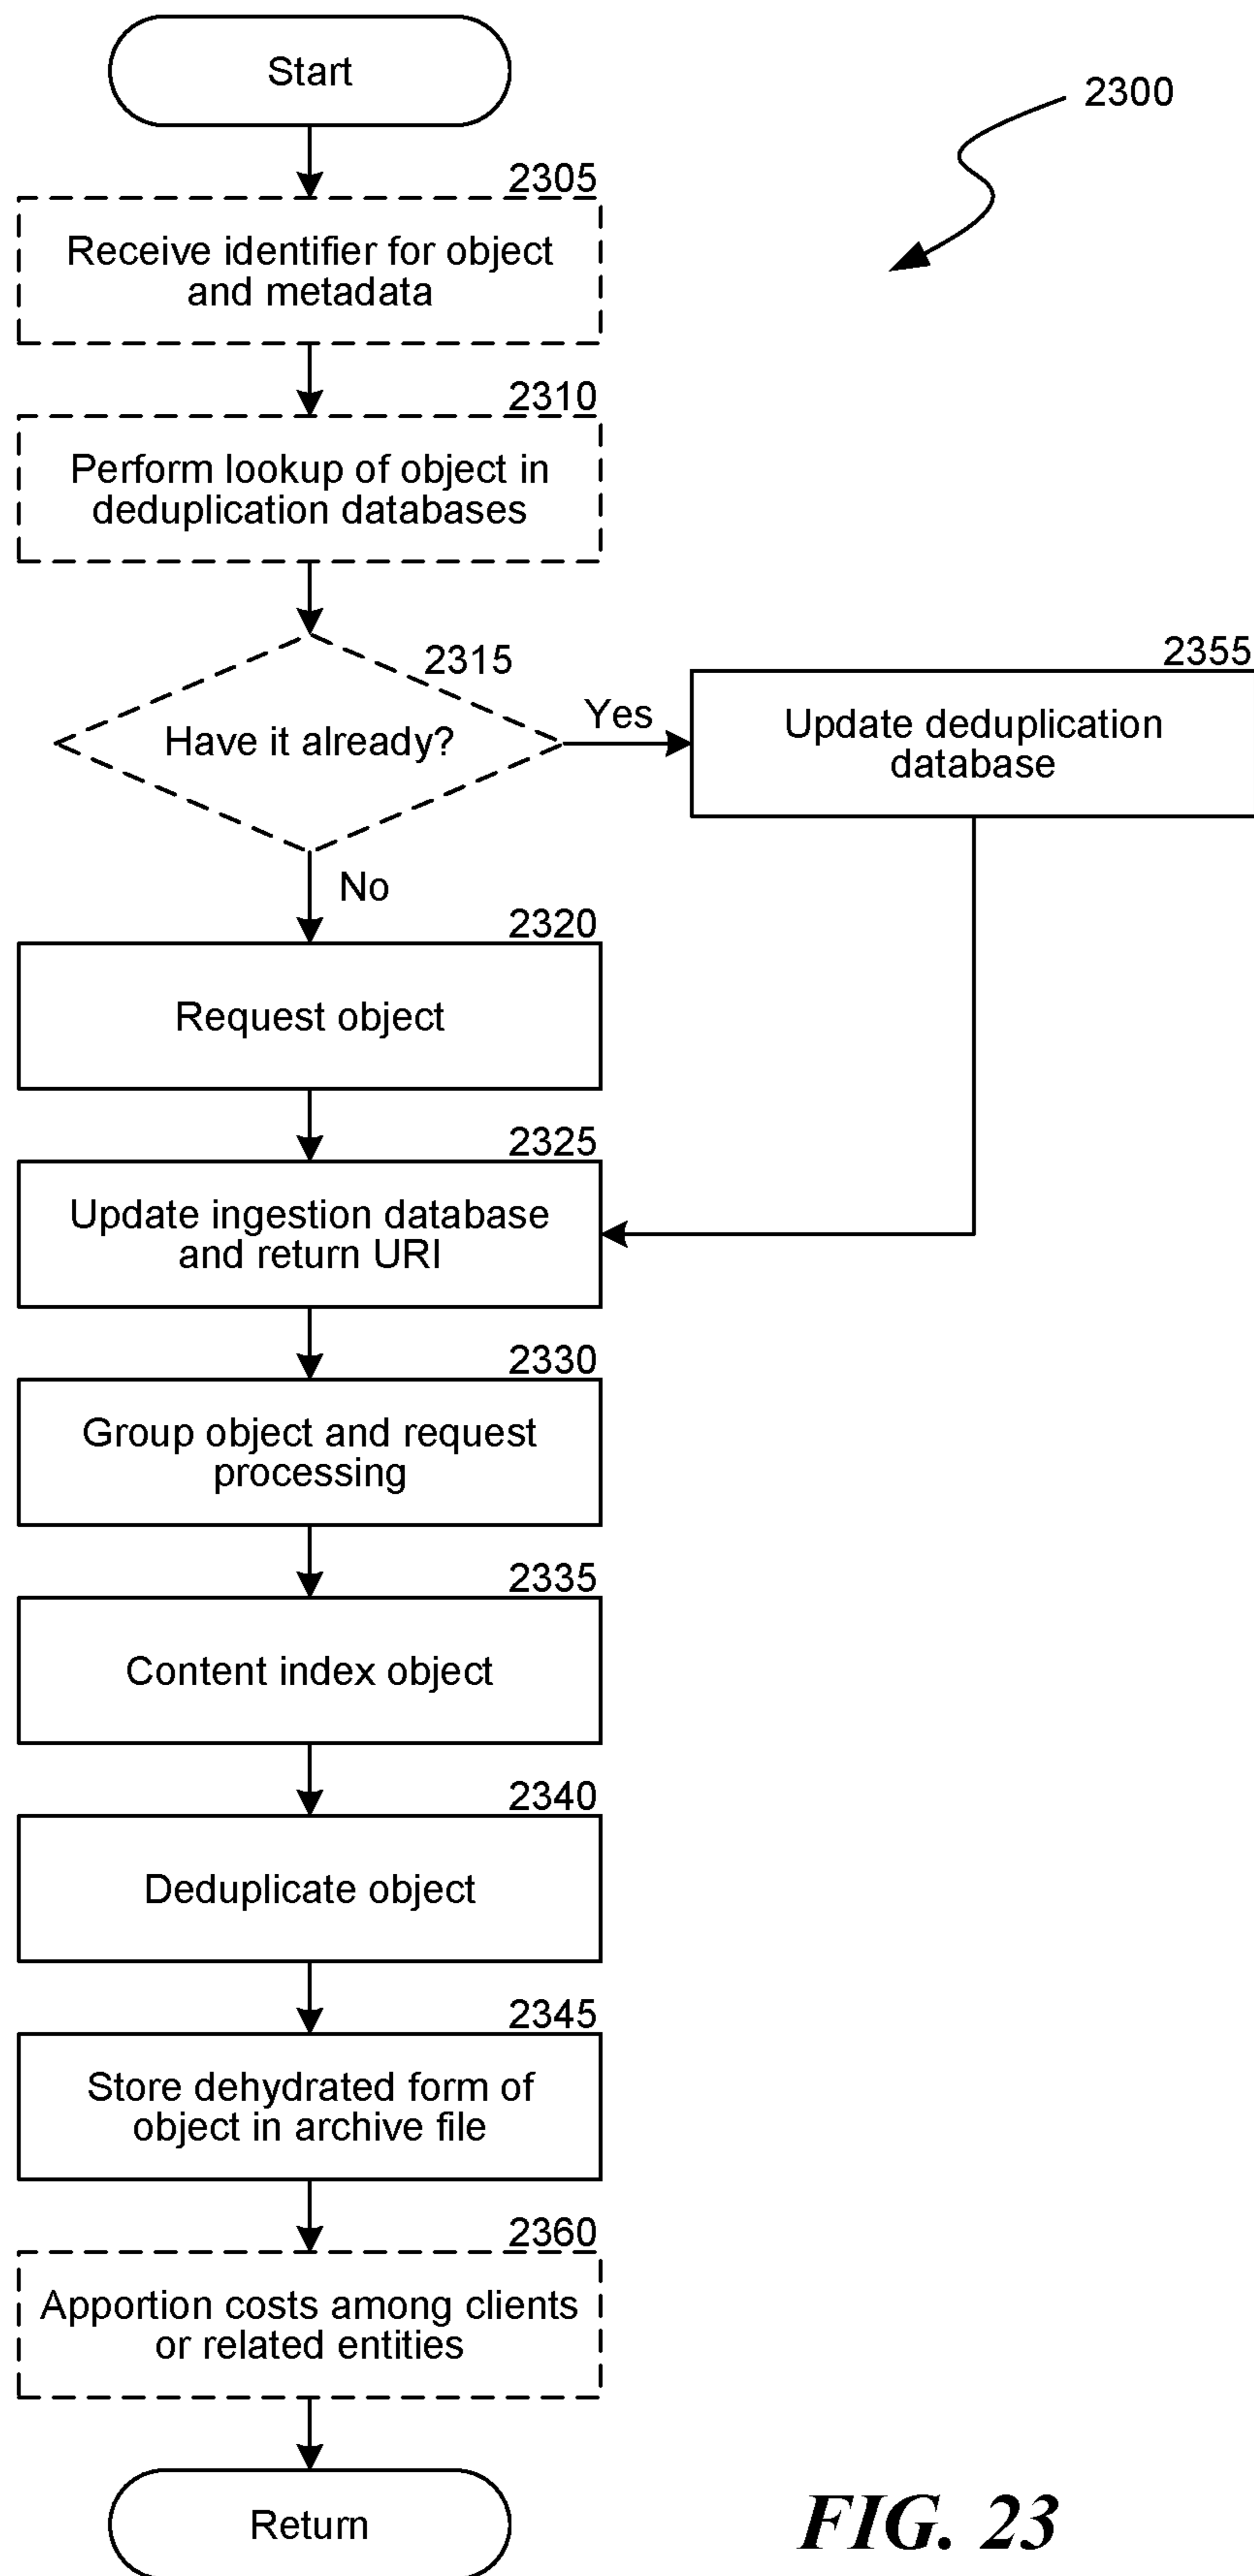 Start
2300
2305
Receive identifier for object
and metadata
2310
Perform lookup of object in
deduplication databases
2315
Have it already?
Yes
2355
Update deduplication
database
No
2320
Request object
2325
Update ingestion database
and return URI
2330
Group object and request
processing
2335
Content index object
2340
Deduplicate object
2345
Store dehydrated form of
object in archive file
2360
Apportion costs among clients
or related entities
Return
FIG. 23